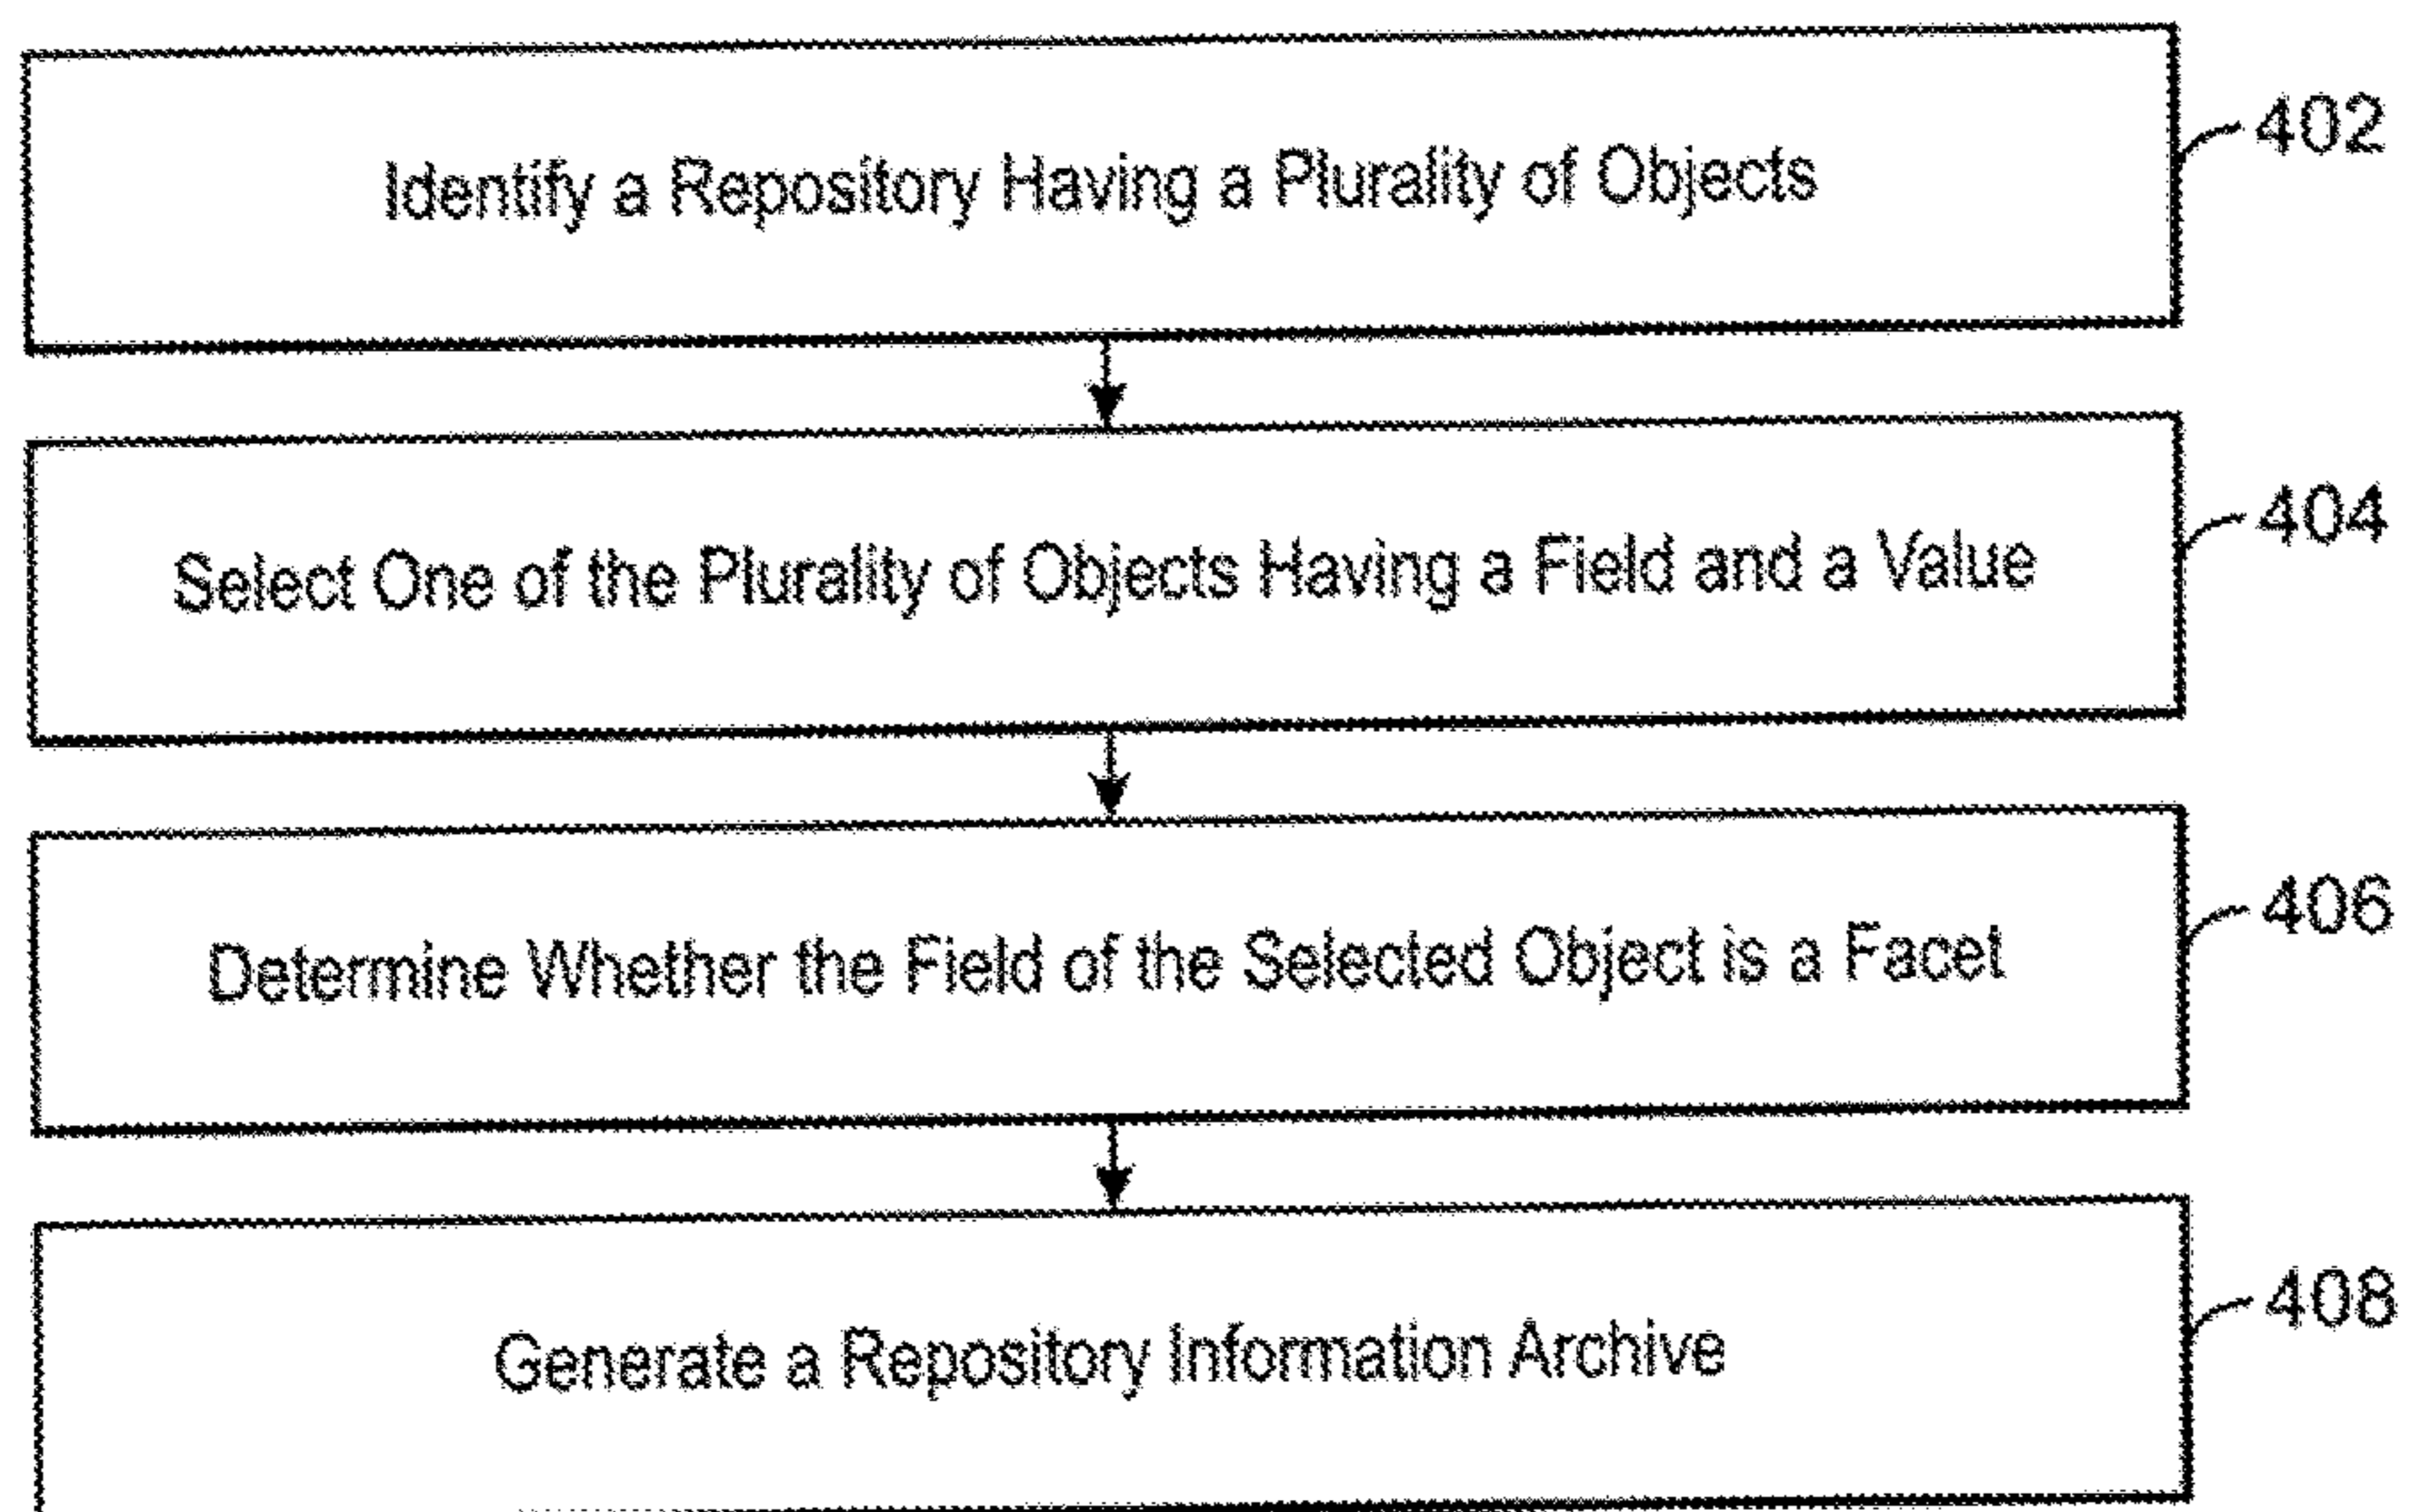 Identify a Repository Having a Plurality of Objects
402
Select One of the Plurality of Objects Having a Field and a Value
404
Determine Whether the Field of the Selected Object is a Facet
406
Generate a Repository Information Archive
408